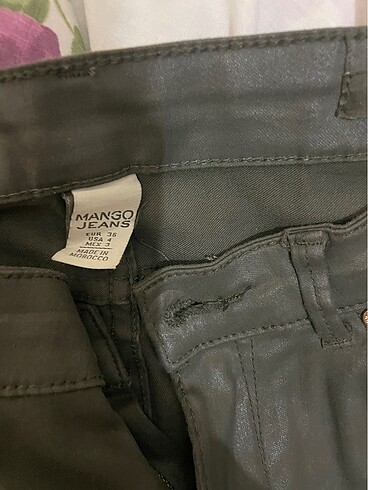 MANGO
JEANS
EUR 36
USA 4
MEX 3
MADE IN
MOROCCO